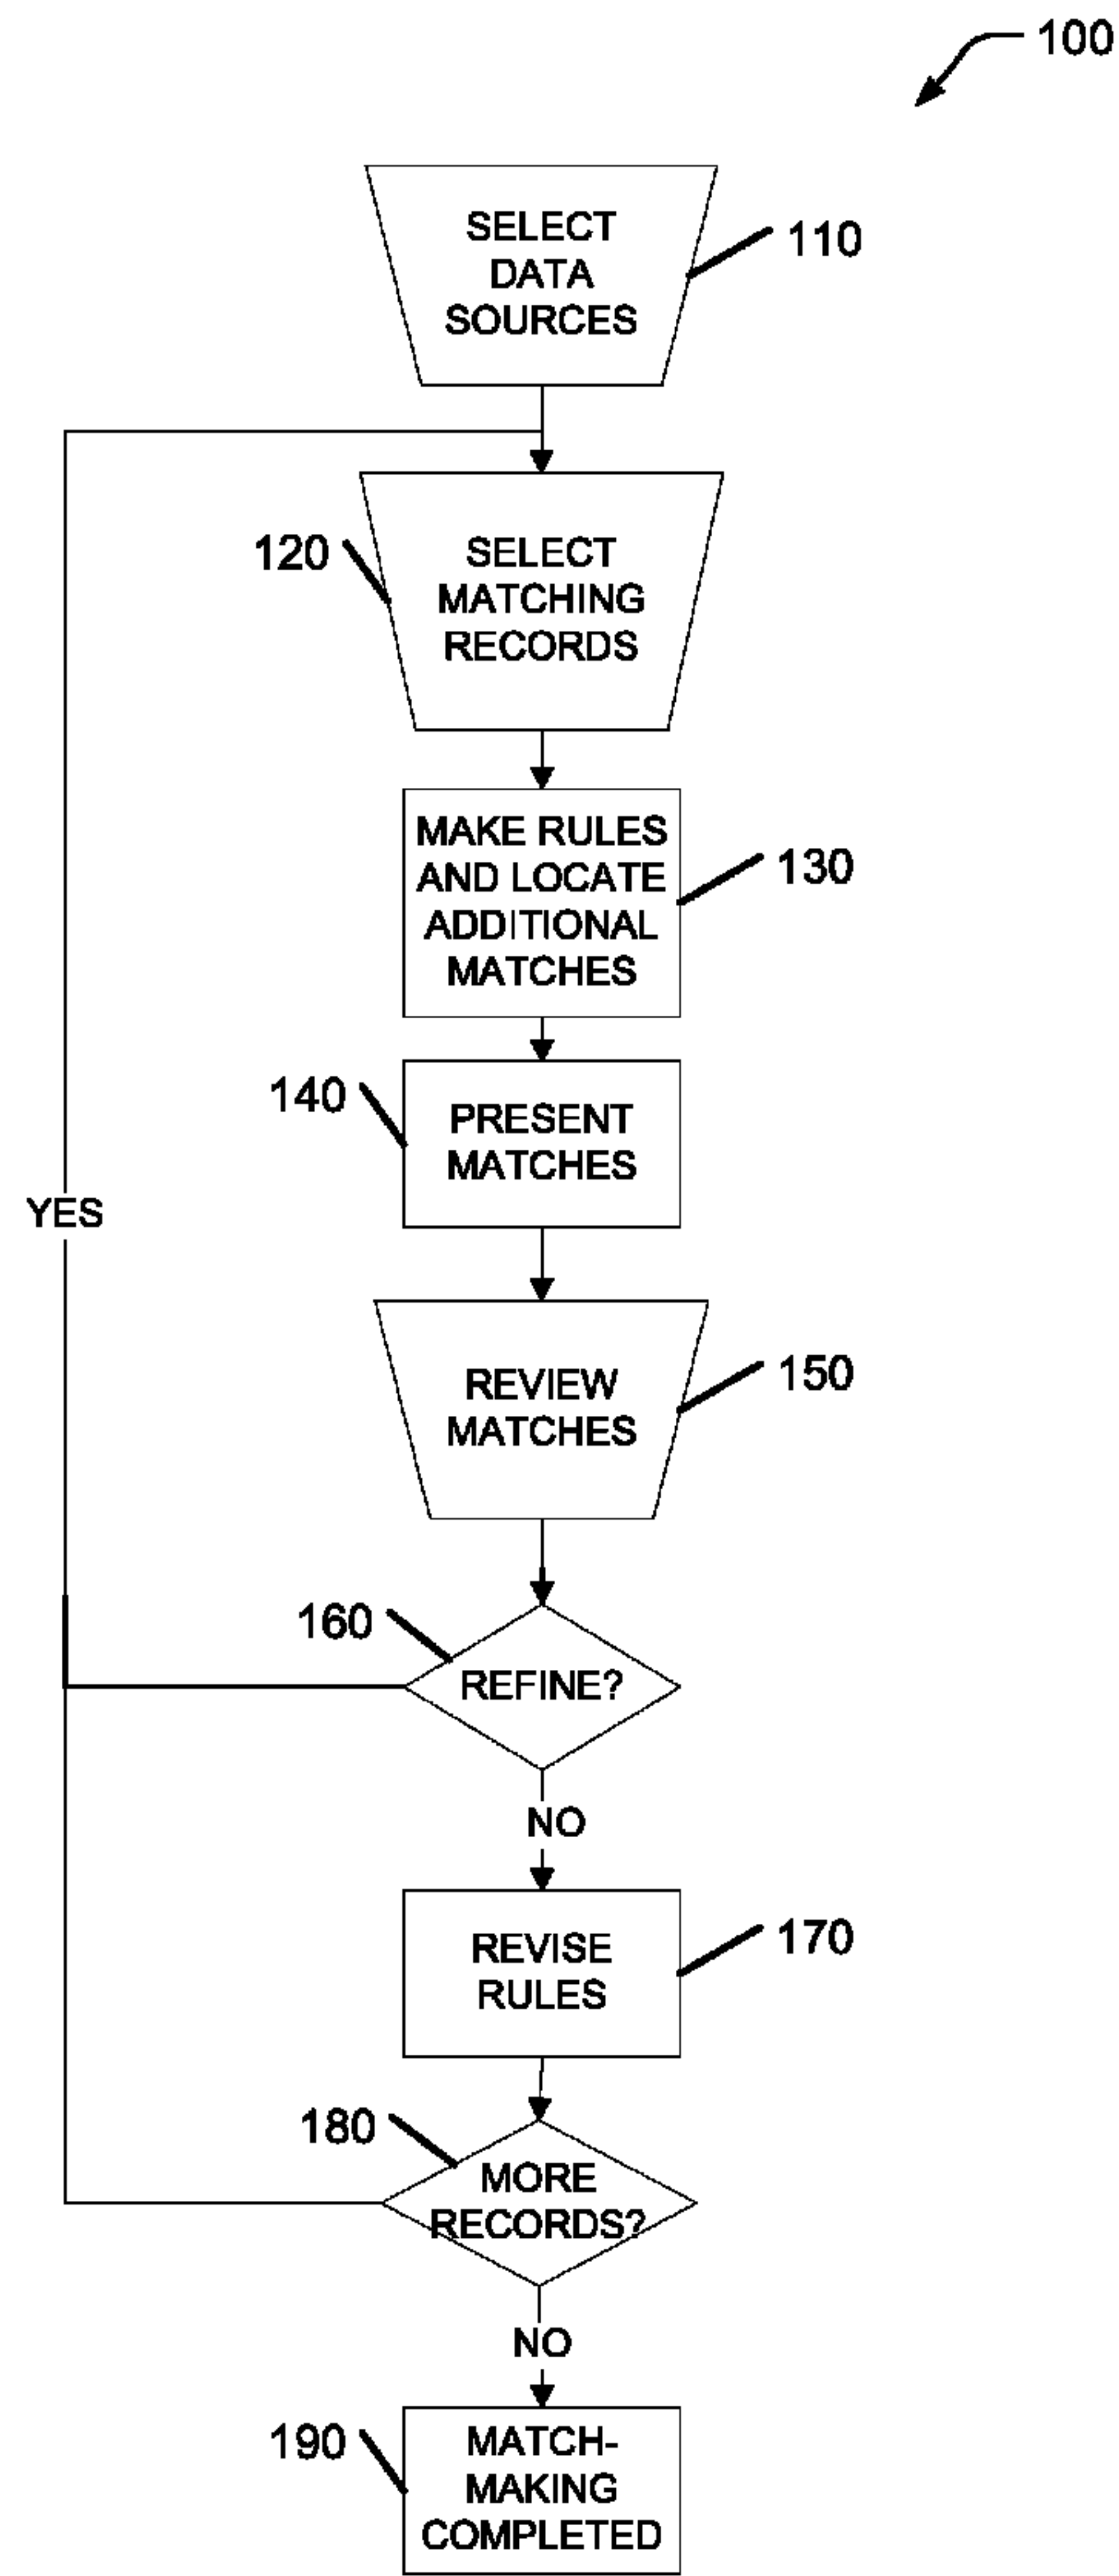 100
SELECT
DATA
SOURCES
110
120
SELECT
MATCHING
RECORDS
MAKE RULES
AND LOCATE
ADDITIONAL
MATCHES
130
140
PRESENT
MATCHES
YES
REVIEW
MATCHES
150
160
REFINE?
NO
REVISE
RULES
170
180
MORE
RECORDS?
NO
190
MATCH-
MAKING
COMPLETED